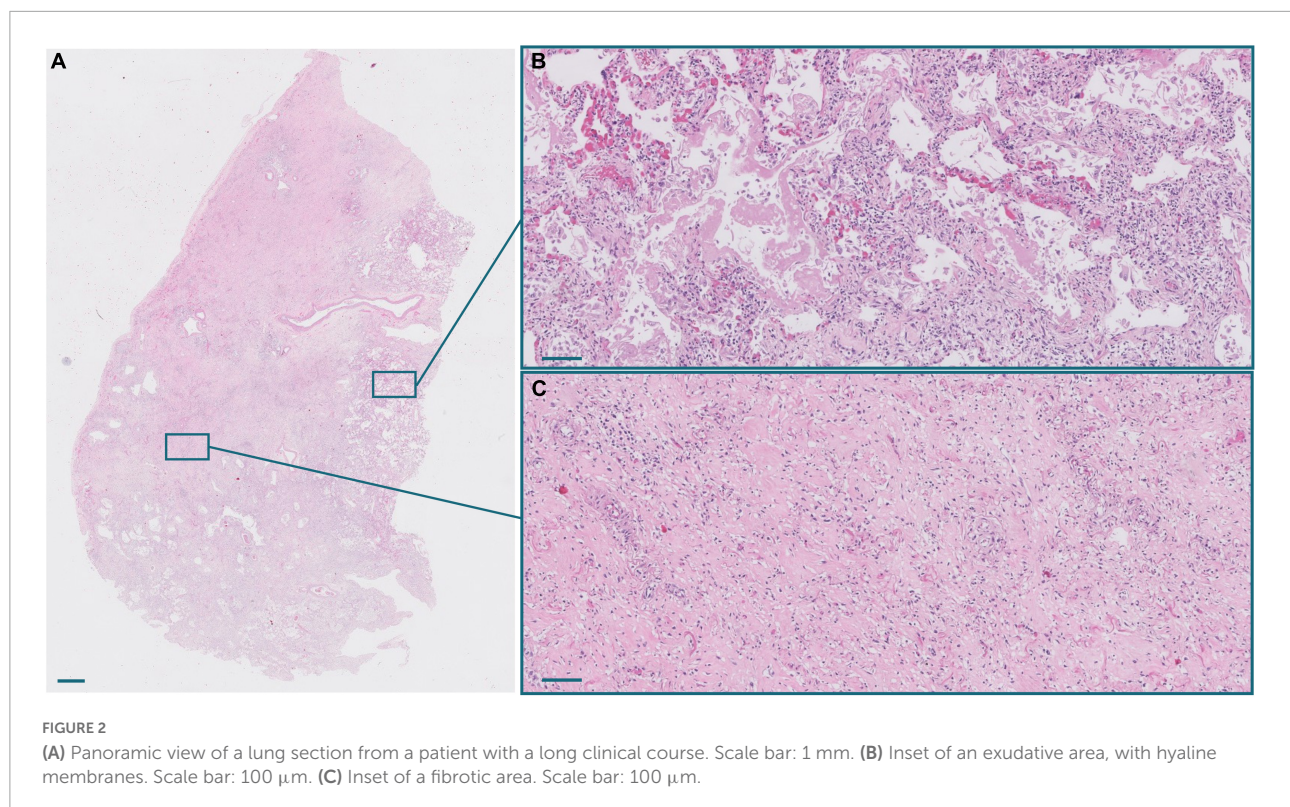 A
B
C
FIGURE 2
(A) Panoramic view of a lung section from a patient with a long clinical course. Scale bar: 1 mm. (B) Inset of an exudative area, with hyaline
membranes. Scale bar: 100 μm. (C) Inset of a fibrotic area. Scale bar: 100 μm.